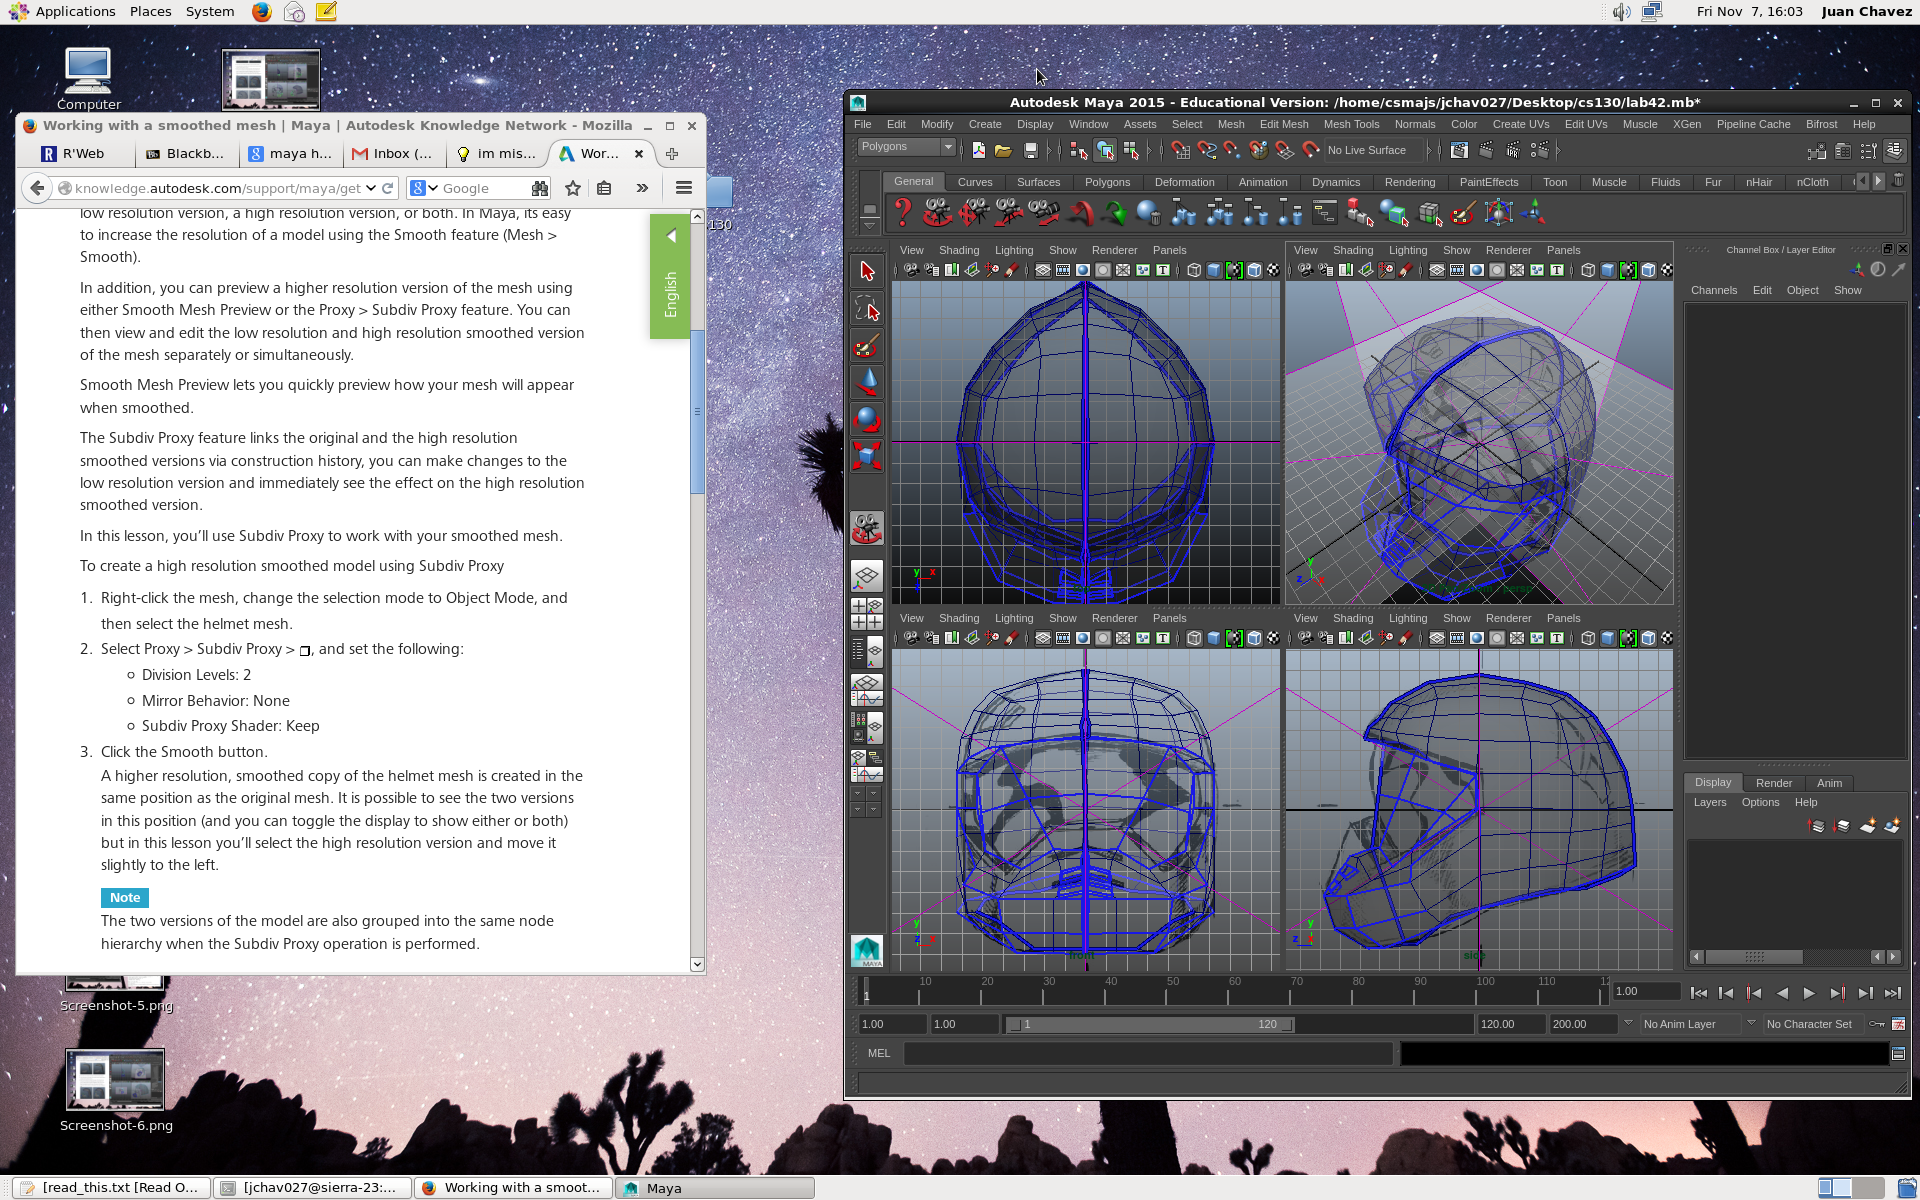 Applications Places System
Fri Nov 7, 16:03 Juan Chavez
Computer
130
Working with a smoothed mesh | Maya | Autodesk Knowledge Network - Mozilla
R'Web
Blackb...
maya h...
Inbox (...
im mis...
Wor...
knowledge.autodesk.com/support/maya/get
Google
low resolution version, a high resolution version, or both. In Maya, its easy
to increase the resolution of a model using the Smooth feature (Mesh >
Smooth).
In addition, you can preview a higher resolution version of the mesh using
either Smooth Mesh Preview or the Proxy > Subdiv Proxy feature. You can
then view and edit the low resolution and high resolution smoothed version
of the mesh separately or simultaneously.
Smooth Mesh Preview lets you quickly preview how your mesh will appear
when smoothed.
The Subdiv Proxy feature links the original and the high resolution
smoothed versions via construction history, you can make changes to the
low resolution version and immediately see the effect on the high resolution
smoothed version.
In this lesson, you'll use Subdiv Proxy to work with your smoothed mesh.
To create a high resolution smoothed model using Subdiv Proxy
1. Right-click the mesh, change the selection mode to Object Mode, and
then select the helmet mesh.
2. Select Proxy > Subdiv Proxy > , and set the following:
Division Levels: 2
Mirror Behavior: None
Subdiv Proxy Shader: Keep
3. Click the Smooth button.
A higher resolution, smoothed copy of the helmet mesh is created in the
same position as the original mesh. It is possible to see the two versions
in this position (and you can toggle the display to show either or both)
but in this lesson you'll select the high resolution version and move it
slightly to the left.
Note
The two versions of the model are also grouped into the same node
hierarchy when the Subdiv Proxy operation is performed.
English
Screenshot-5.png
Screenshot-6.png
Autodesk Maya 2015 - Educational Version: /home/csmajs/jchav027/Desktop/cs130/lab42.mb*
File Edit Modify Create Display Window Assets Select Mesh Edit Mesh Mesh Tools Normals Color Create UVs Edit UVs Muscle XGen Pipeline Cache Bifrost Help
Polygons
No Live Surface
General Curves Surfaces Polygons Deformation Animation Dynamics Rendering PaintEffects Toon Muscle Fluids Fur nHair nCloth
View Shading Lighting Show Renderer Panels
View Shading Lighting Show Renderer Panels
y x
y
z x
View Shading Lighting Show Renderer Panels
View Shading Lighting Show Renderer Panels
y
z x
front
y
z x
side
MAYA
Channel Box / Layer Editor
Channels Edit Object Show
Display Render Anim
Layers Options Help
1 10 20 30 40 50 60 70 80 90 100 110 12
1.00
1.00 1.00 1 120 120.00 200.00 No Anim Layer No Character Set
MEL
[read_this.txt [Read O...
[jchav027@sierra-23:...
Working with a smoot...
Maya